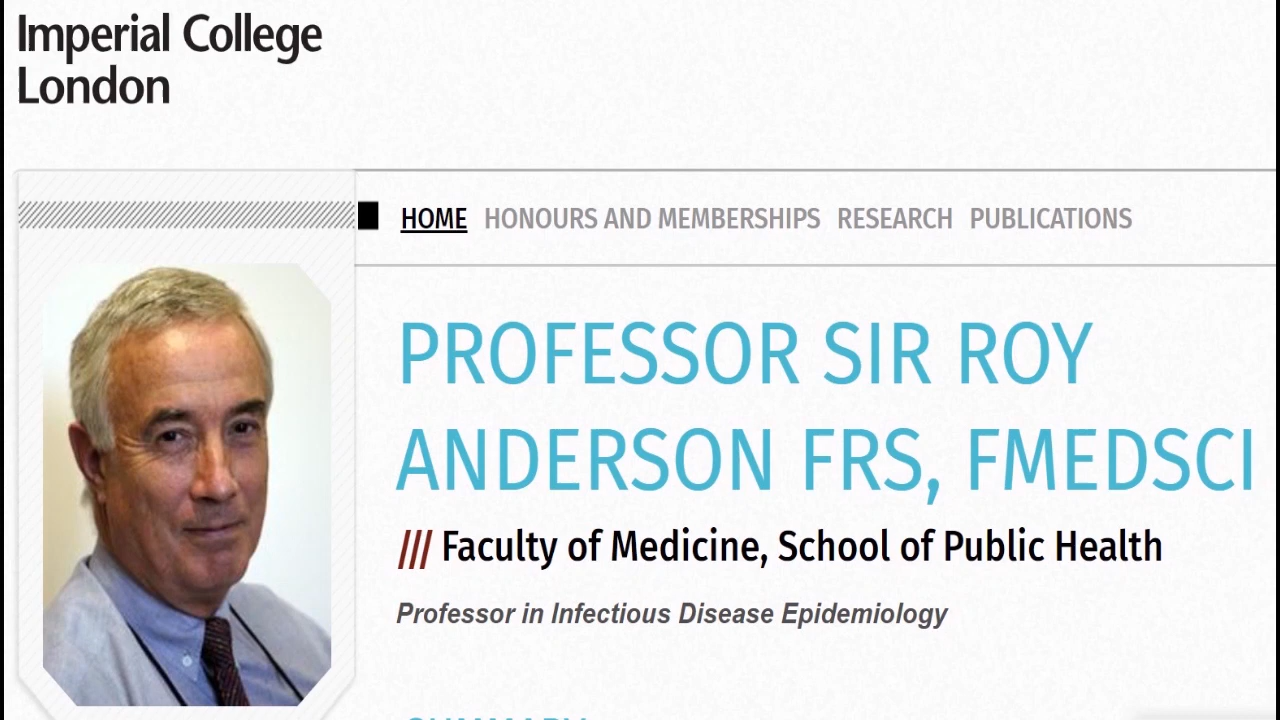 Imperial College
London
HOME HONOURS AND MEMBERSHIPS RESEARCH PUBLICATIONS
PROFESSOR SIR ROY
ANDERSON FRS, FMEDSCI
/// Faculty of Medicine, School of Public Health
Professor in Infectious Disease Epidemiology
SUMMARY